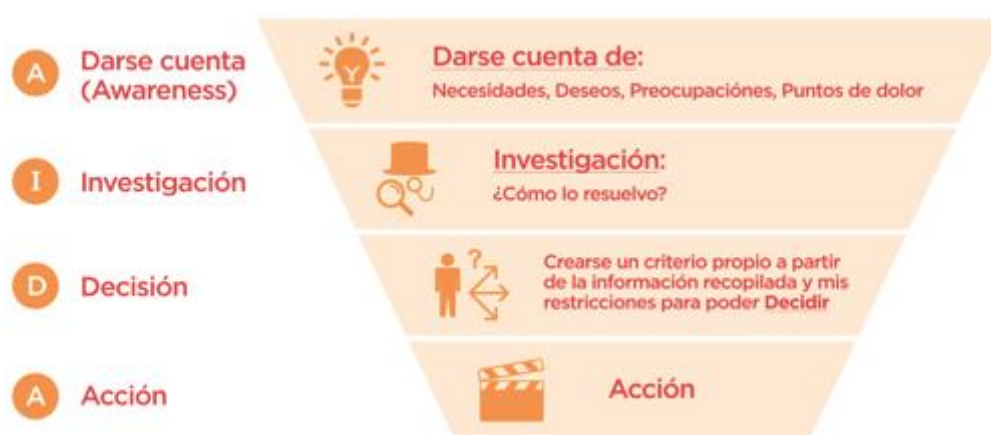 A
Darse cuenta
(Awareness)
Darse cuenta de:
Necesidades, Deseos, Preocupaciónes, Puntos de dolor
I
Investigación
Investigación:
¿Cómo lo resuelvo?
D
Decisión
?
Crearse un criterio propio a partir
de la información recopilada y mis
restricciones para poder Decidir
A
Acción
Acción